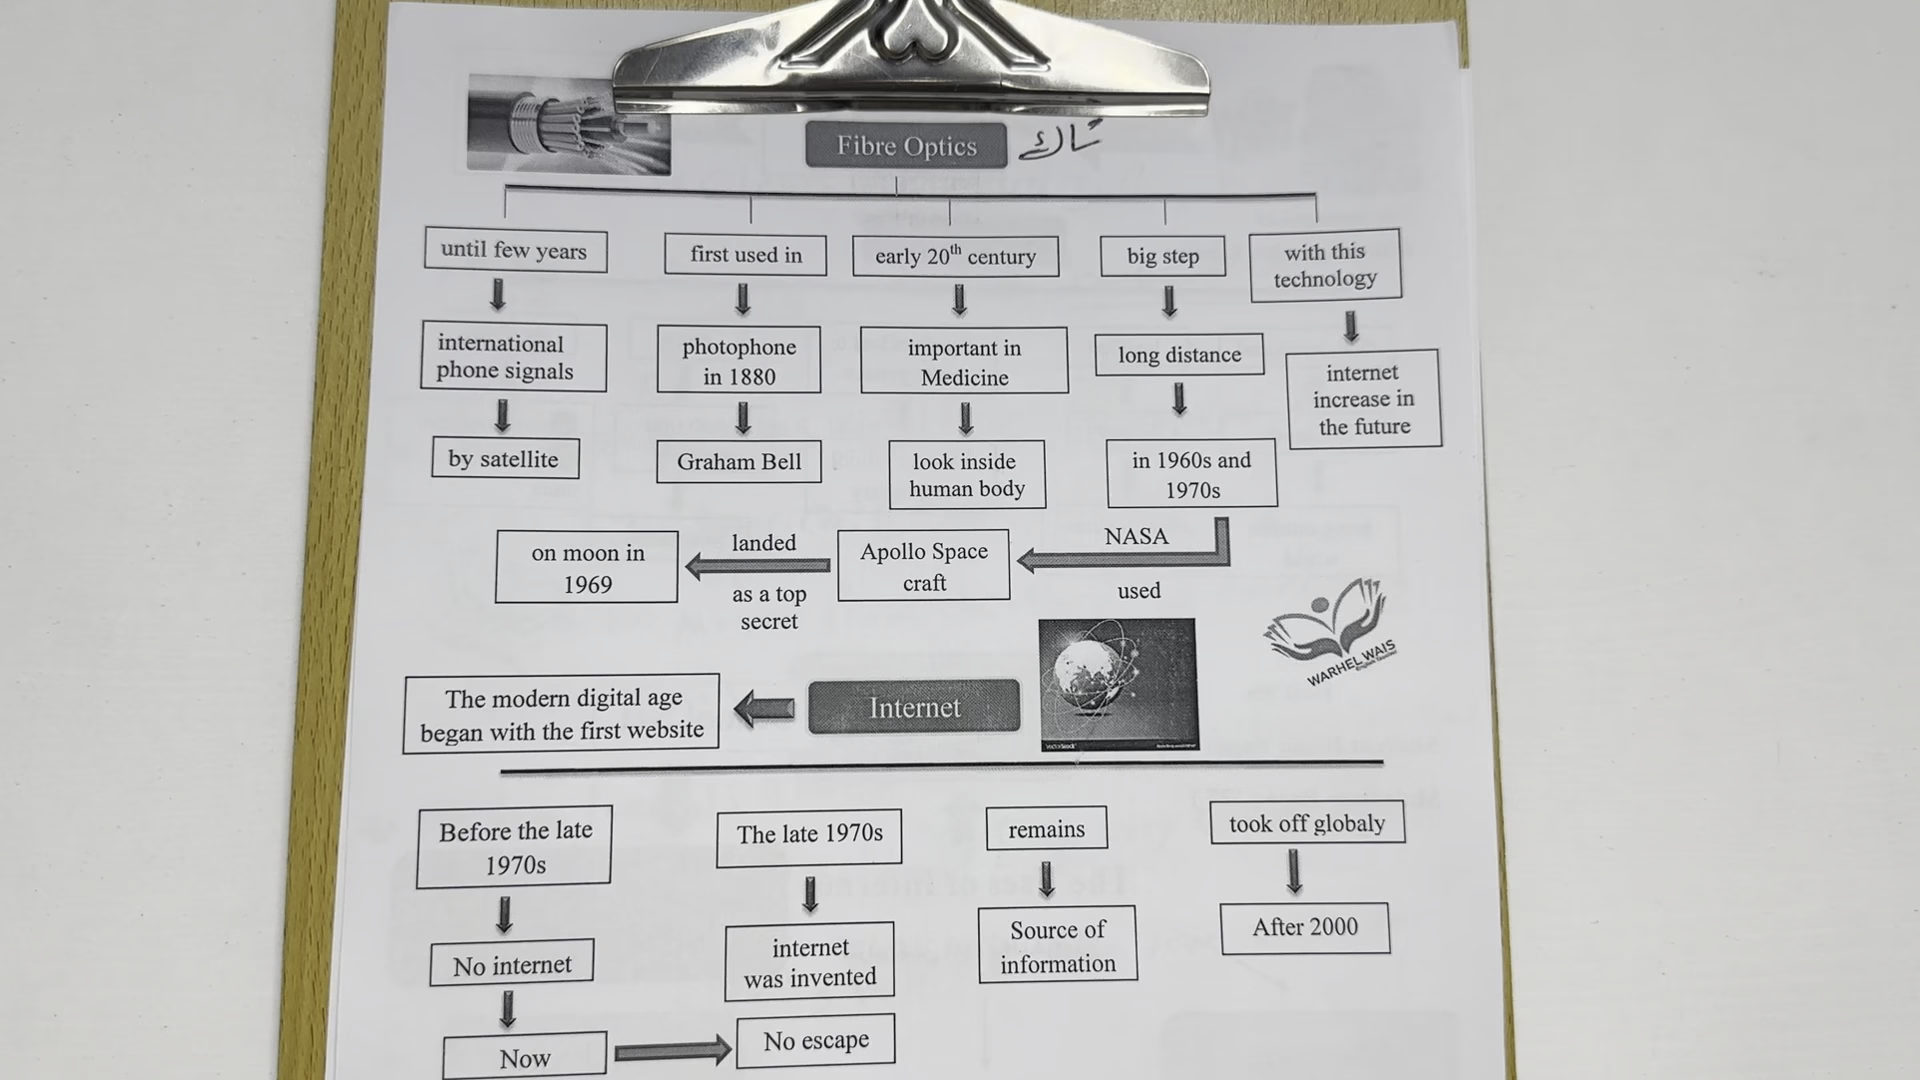 Fibre Optics
until few years
first used in
early 20th century
big step
with this
technology
international
phone signals
photophone
in 1880
important in
Medicine
long distance
internet
increase in
the future
by satellite
Graham Bell
look inside
human body
in 1960s and
1970s
NASA
used
Apollo Space
craft
landed
as a top
secret
on moon in
1969
WARHEL WAIS
The modern digital age
began with the first website
Internet
Before the late
1970s
The late 1970s
remains
took off globaly
No internet
internet
was invented
Source of
information
After 2000
Now
No escape